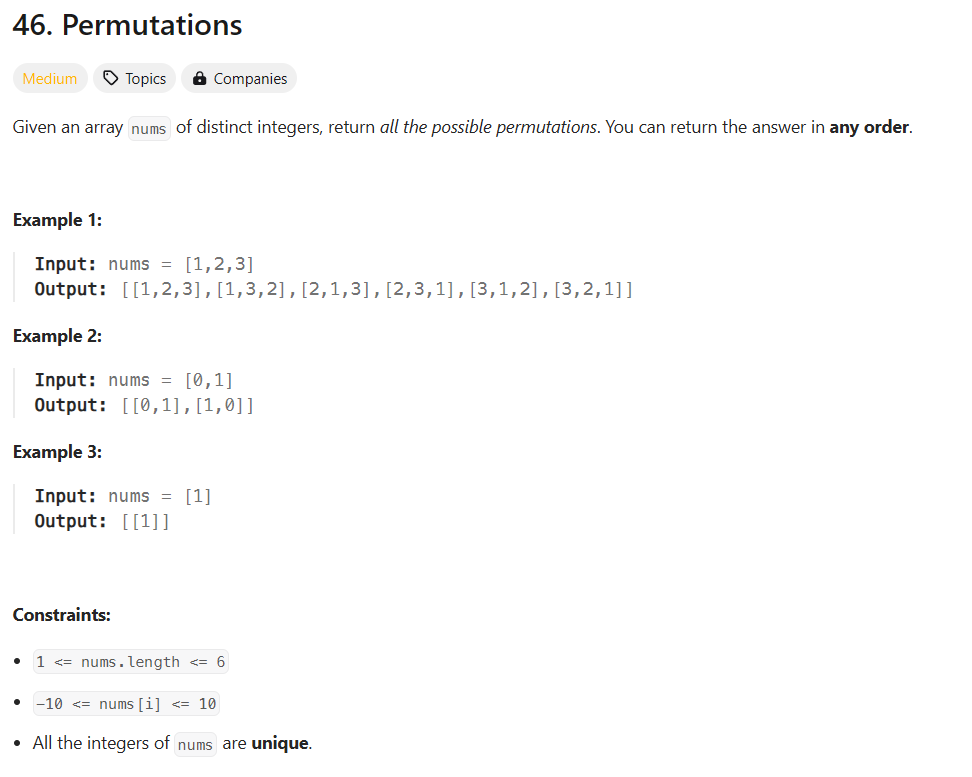 46. Permutations
Medium Topics Companies
Given an array nums of distinct integers, return all the possible permutations. You can return the answer in any order.
Example 1:
Input: nums = [1,2,3]
Output: [[1,2,3],[1,3,2],[2,1,3],[2,3,1],[3,1,2],[3,2,1]]
Example 2:
Input: nums = [0,1]
Output: [[0,1],[1,0]]
Example 3:
Input: nums = [1]
Output: [[1]]
Constraints:
• 1 <= nums.length <= 6
• -10 <= nums[i] <= 10
• All the integers of nums are unique.